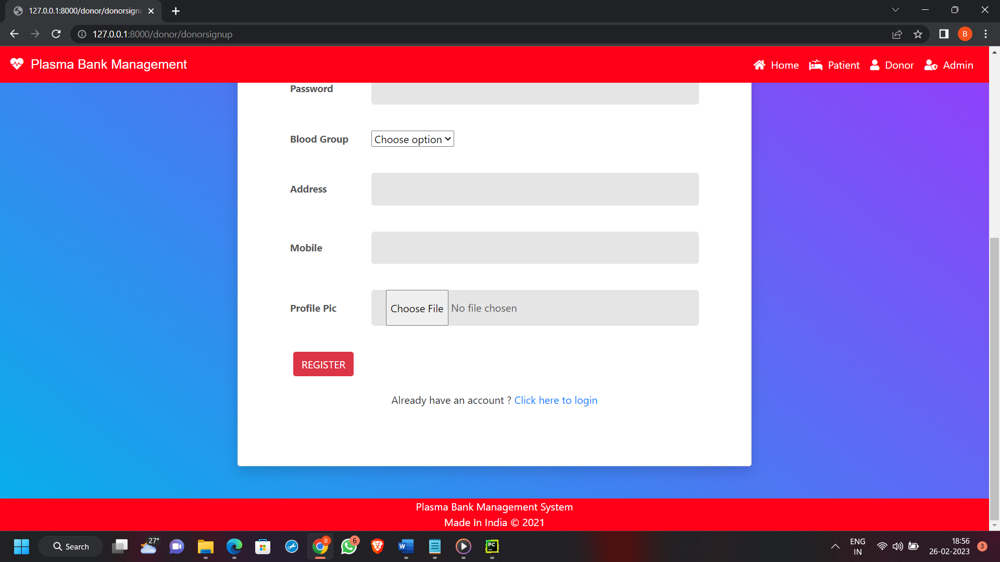 127.0.0.1:8000/donor/donorsign
127.0.0.1:8000/donor/donorsignup
B
Plasma Bank Management
Home Patient Donor Admin
Password
Blood Group Choose option
Address
Mobile
Profile Pic Choose File No file chosen
REGISTER
Already have an account ? Click here to login
Plasma Bank Management System
Made In India © 2021
Search
27°
B
6
W
PC
ENG
IN
18:56
26-02-2023
3